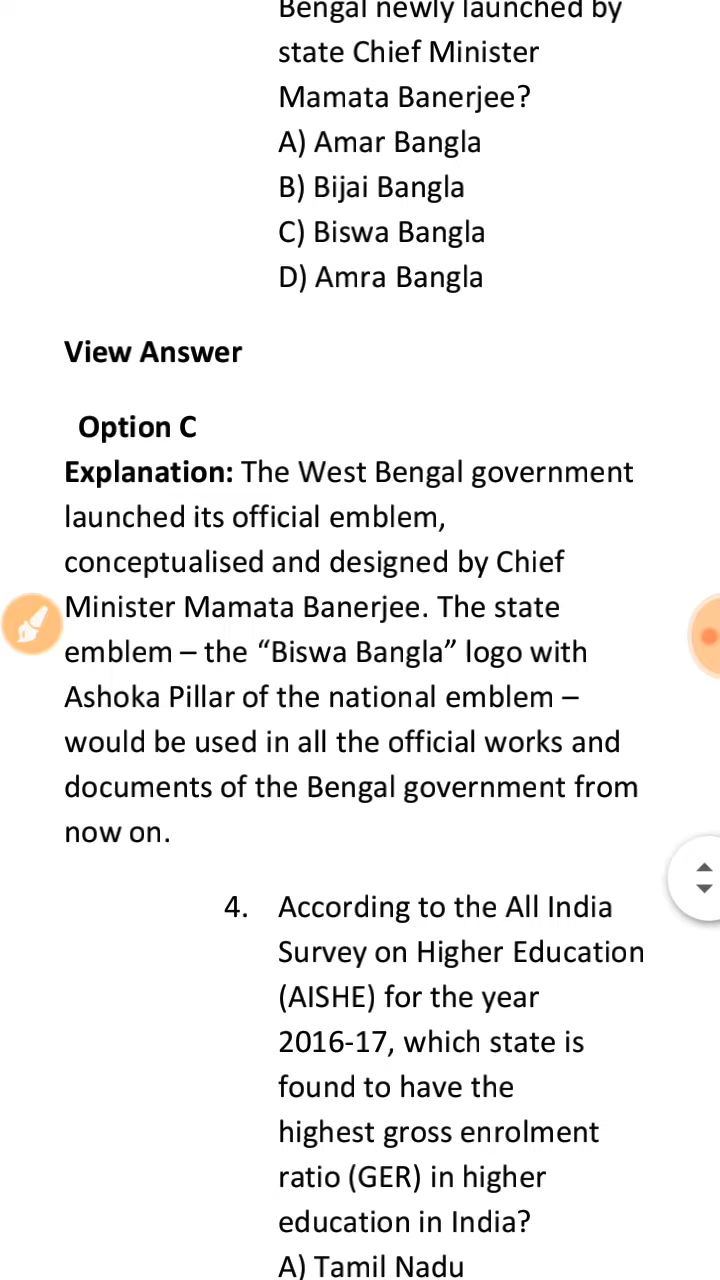 Bengal newly launched by
state Chief Minister
Mamata Banerjee?
A) Amar Bangla
B) Bijai Bangla
C) Biswa Bangla
D) Amra Bangla
View Answer
Option C
Explanation: The West Bengal government
launched its official emblem,
conceptualised and designed by Chief
Minister Mamata Banerjee. The state
emblem – the “Biswa Bangla” logo with
Ashoka Pillar of the national emblem –
would be used in all the official works and
documents of the Bengal government from
now on.
4. According to the All India
Survey on Higher Education
(AISHE) for the year
2016-17, which state is
found to have the
highest gross enrolment
ratio (GER) in higher
education in India?
A) Tamil Nadu